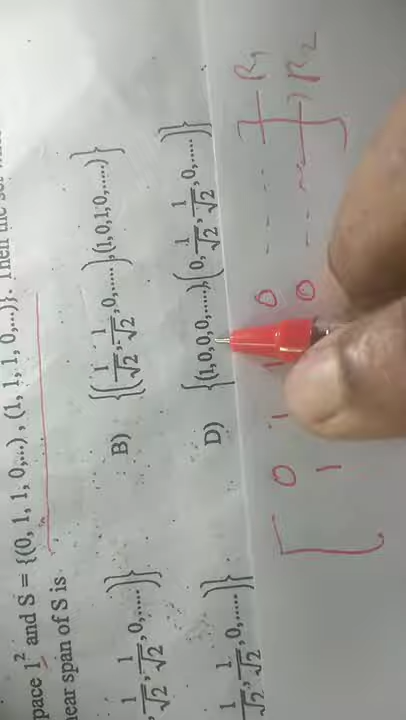 pace l² and S = {(0, 1, 1, 0,...) , (1, 1, 1, 0,...)}. Then the set
near span of S is
1/√2, 1/√2, 0,.....)}
B) {(1/√2, 1/√2, 0,.....), (1,0,1,0,.....)}
1/√2, 1/√2, 0,.....)}
D) {(1,0,0,0,.....), (0, 1/√2, 1/√2, 0,.....)}
0 1 1 0 - - - R₁
1 0 - - - R₂